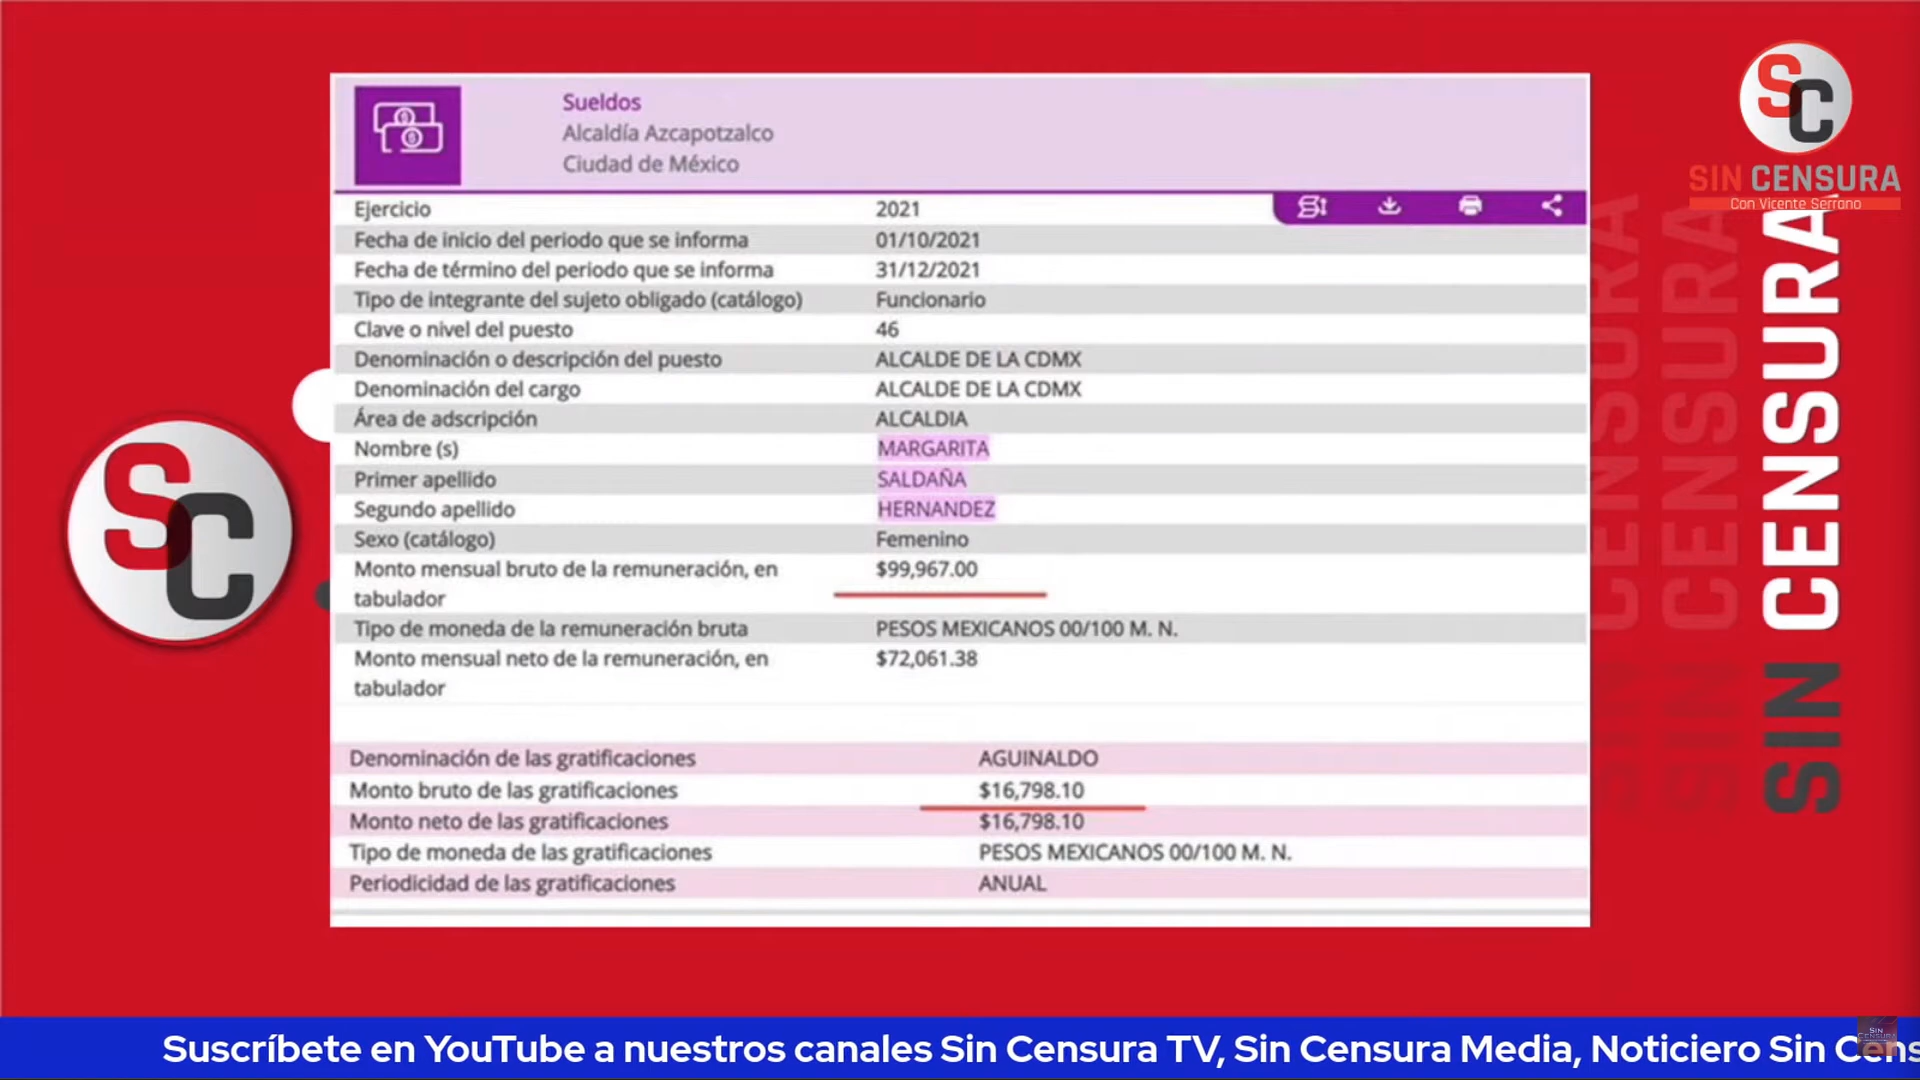 Sueldos
Alcaldía Azcapotzalco
Ciudad de México
Ejercicio 2021
Fecha de inicio del periodo que se informa 01/10/2021
Fecha de término del periodo que se informa 31/12/2021
Tipo de integrante del sujeto obligado (catálogo) Funcionario
Clave o nivel del puesto 46
Denominación o descripción del puesto ALCALDE DE LA CDMX
Denominación del cargo ALCALDE DE LA CDMX
Área de adscripción ALCALDIA
Nombre (s) MARGARITA
Primer apellido SALDAÑA
Segundo apellido HERNANDEZ
Sexo (catálogo) Femenino
Monto mensual bruto de la remuneración, en $99,967.00
tabulador
Tipo de moneda de la remuneración bruta PESOS MEXICANOS 00/100 M. N.
Monto mensual neto de la remuneración, en $72,061.38
tabulador
Denominación de las gratificaciones AGUINALDO
Monto bruto de las gratificaciones $16,798.10
Monto neto de las gratificaciones $16,798.10
Tipo de moneda de las gratificaciones PESOS MEXICANOS 00/100 M. N.
Periodicidad de las gratificaciones ANUAL
SC
SC
SIN CENSURA
Con Vicente Serrano
SIN CENSURA
SIN CENSURA
SIN CENSURA
Suscríbete en YouTube a nuestros canales Sin Censura TV, Sin Censura Media, Noticiero Sin Cens
SIN
CENSURA